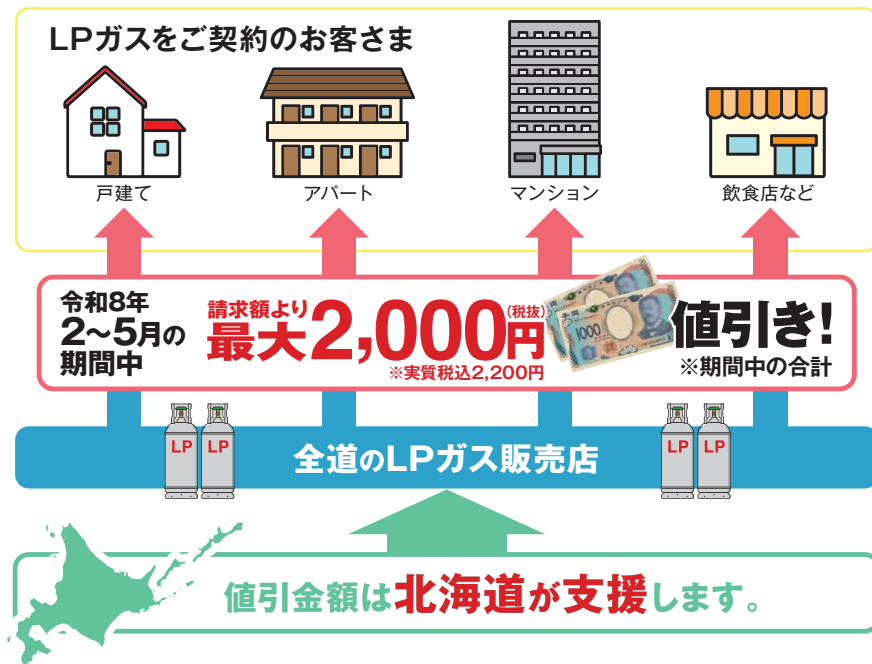 LPガスをご契約のお客さま
戸建て
アパート
マンション
飲食店など
令和8年
2〜5月の
期間中
請求額より
最大2,000円(税抜)
※実質税込2,200円
千円
1000
値引き!
※期間中の合計
LP LP
LP LP
全道のLPガス販売店
値引金額は北海道が支援します。